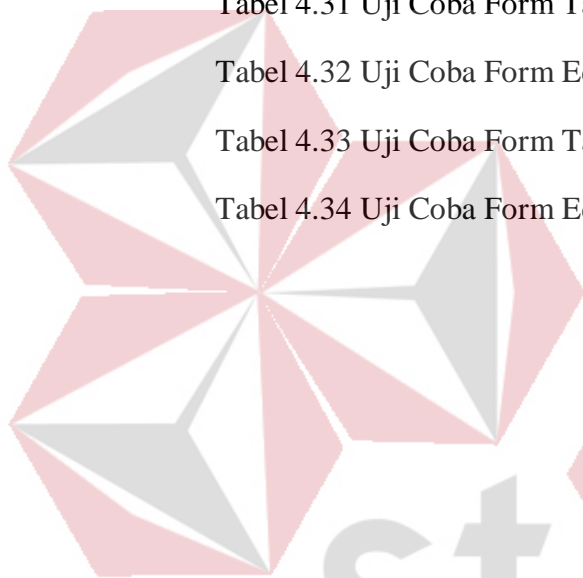 Tabel 4.31 Uji Coba Form
Tabel 4.32 Uji Coba Form
Tabel 4.33 Uji Coba Form
Tabel 4.34 Uji Coba Form
st